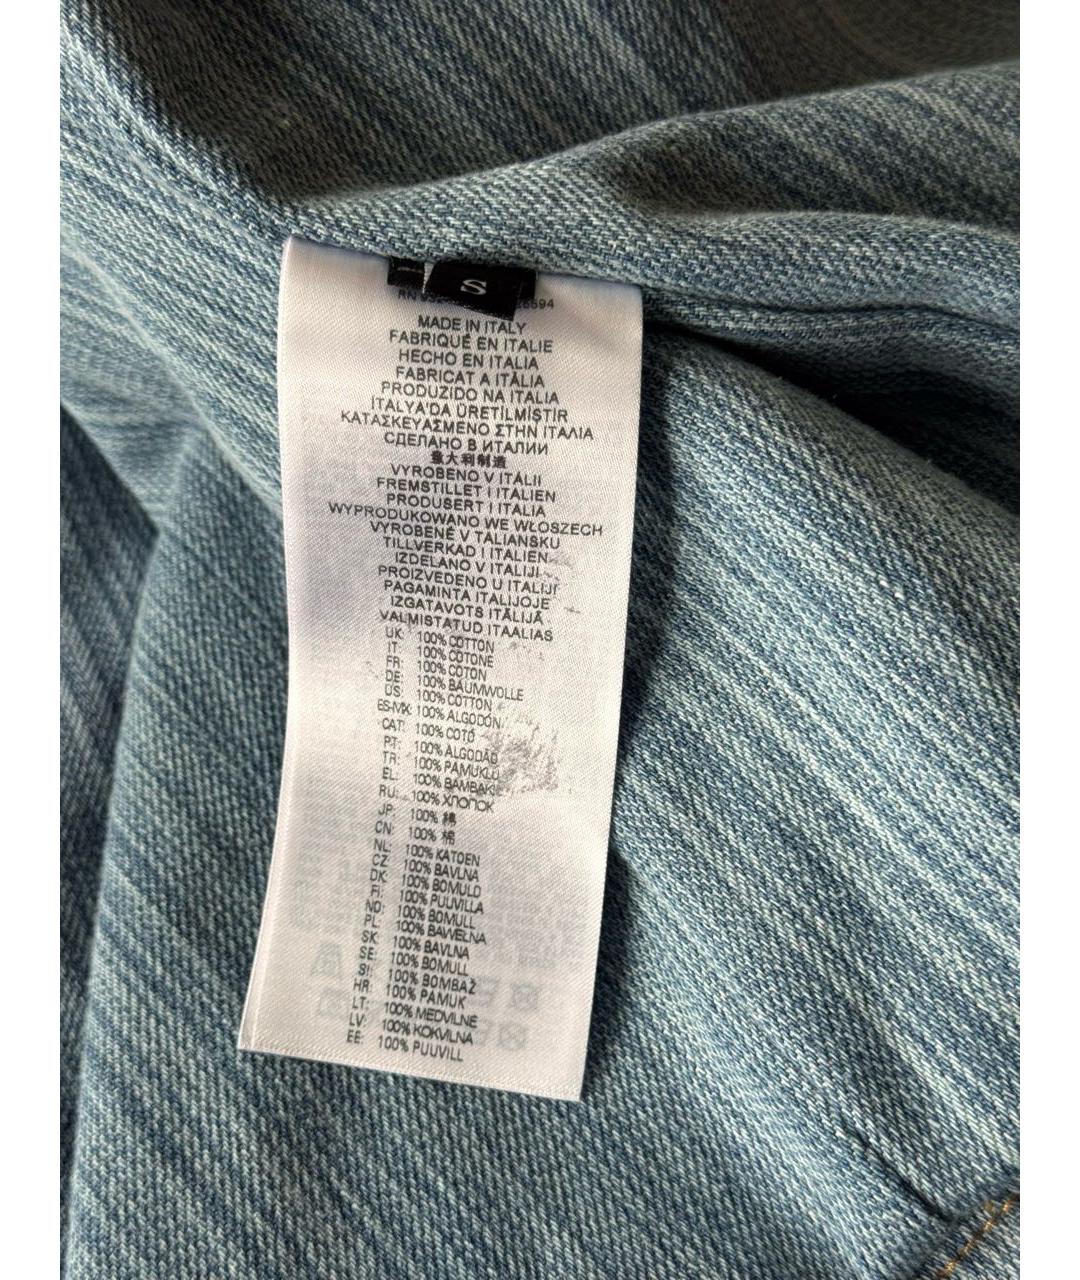 S
MADE IN ITALY
FABRIQUÉ EN ITALIE
HECHO EN ITALIA
FABRICAT A ITÀLIA
PRODUZIDO NA ITALIA
İTALYA'DA ÜRETILMIŞTIR
ΚΑΤΑΣΚΕΥΑΣΜΕΝΟ ΣΤΗΝ ΙΤΑΛΙΑ
СДЕЛАНО В ИТАЛИИ
意大利制造
VYROBENO V ITÁLII
FREMSTILLET I ITALIEN
PRODUSERT I ITALIA
WYPRODUKOWANO WE WŁOSZECH
VYROBENÉ V TALIANSKU
TILLVERKAD I ITALIEN
IZDELANO V ITALIJI
PROIZVEDENO U ITALIJI
PAGAMINTA ITALIJOJE
IZGATAVOTS ITĀLIJĀ
VALMISTATUD ITAALIAS
UK: 100% COTTON
IT: 100% COTONE
FR: 100% COTON
DE: 100% BAUMWOLLE
US: 100% COTTON
ES-MX: 100% ALGODÓN
CAT: 100% COTÓ
PT: 100% ALGODÃO
TR: 100% PAMUKLU
EL: 100% ΒΑΜΒΑΚΙ
RU: 100% ХЛОПОК
JP: 100% 綿
CN: 100% 棉
NL: 100% KATOEN
CZ: 100% BAVLNA
DK: 100% BOMULD
FI: 100% PUUVILLA
NO: 100% BOMULL
PL: 100% BAWEŁNA
SK: 100% BAVLNA
SE: 100% BOMULL
SI: 100% BOMBAŽ
HR: 100% PAMUK
LT: 100% MEDVILNĖ
LV: 100% KOKVILNA
EE: 100% PUUVILL